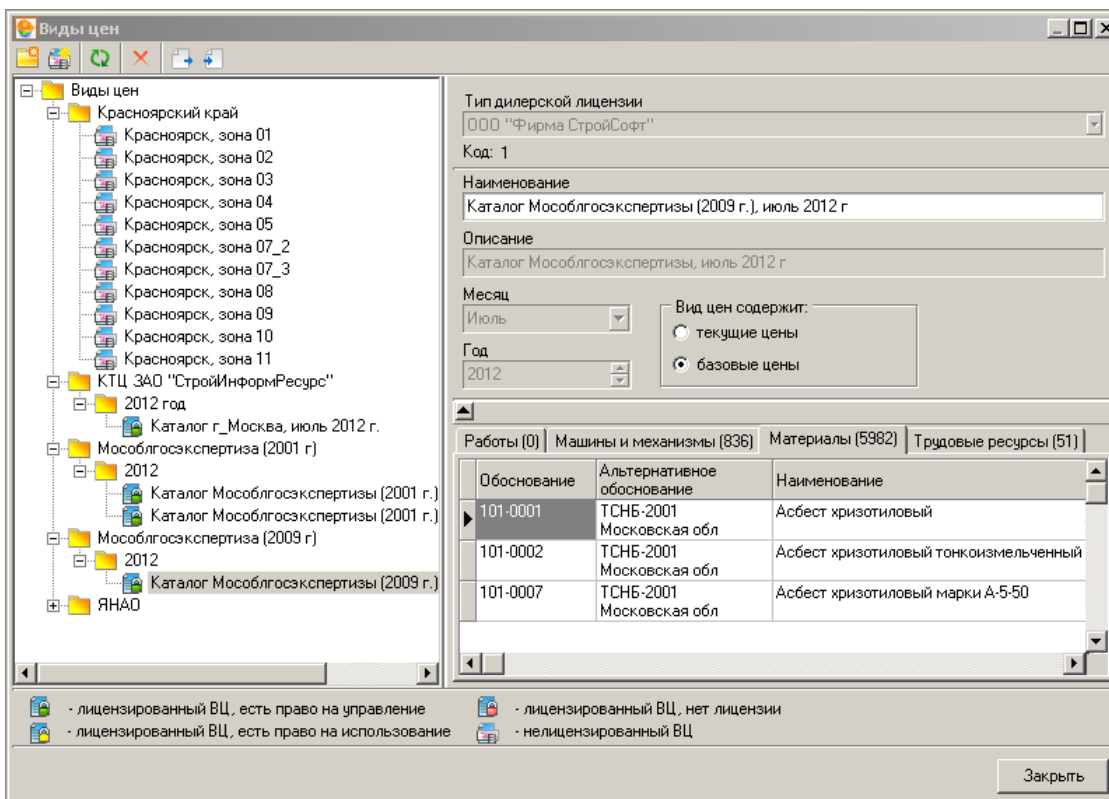 Виды цен
Виды цен
Красноярский край
Красноярск, зона 01
Красноярск, зона 02
Красноярск, зона 03
Красноярск, зона 04
Красноярск, зона 05
Красноярск, зона 07_2
Красноярск, зона 07_3
Красноярск, зона 08
Красноярск, зона 09
Красноярск, зона 10
Красноярск, зона 11
КТЦ ЗАО "СтройИнформРесурс"
2012 год
Каталог г_Москва, июль 2012 г.
Мособлгосэкспертиза (2001 г)
2012
Каталог Мособлгосэкспертизы (2001 г.)
Каталог Мособлгосэкспертизы (2001 г.)
Мособлгосэкспертиза (2009 г)
2012
Каталог Мособлгосэкспертизы (2009 г.)
ЯНАО
Тип дилерской лицензии
ООО "Фирма СтройСофт"
Код: 1
Наименование
Каталог Мособлгосэкспертизы (2009 г.), июль 2012 г
Описание
Каталог Мособлгосэкспертизы, июль 2012 г
Месяц
Июль
Год
2012
Вид цен содержит:
текущие цены
базовые цены
Работы (0) Машины и механизмы (836) Материалы (5982) Трудовые ресурсы (51)
Обоснование Альтернативное обоснование Наименование
101-0001 ТСНБ-2001 Московская обл Асбест хризотиловый
101-0002 ТСНБ-2001 Московская обл Асбест хризотиловый тонкоизмельченный
101-0007 ТСНБ-2001 Московская обл Асбест хризотиловый марки А-5-50
- лицензированный ВЦ, есть право на управление
- лицензированный ВЦ, нет лицензии
- лицензированный ВЦ, есть право на использование
- нелицензированный ВЦ
Закрыть